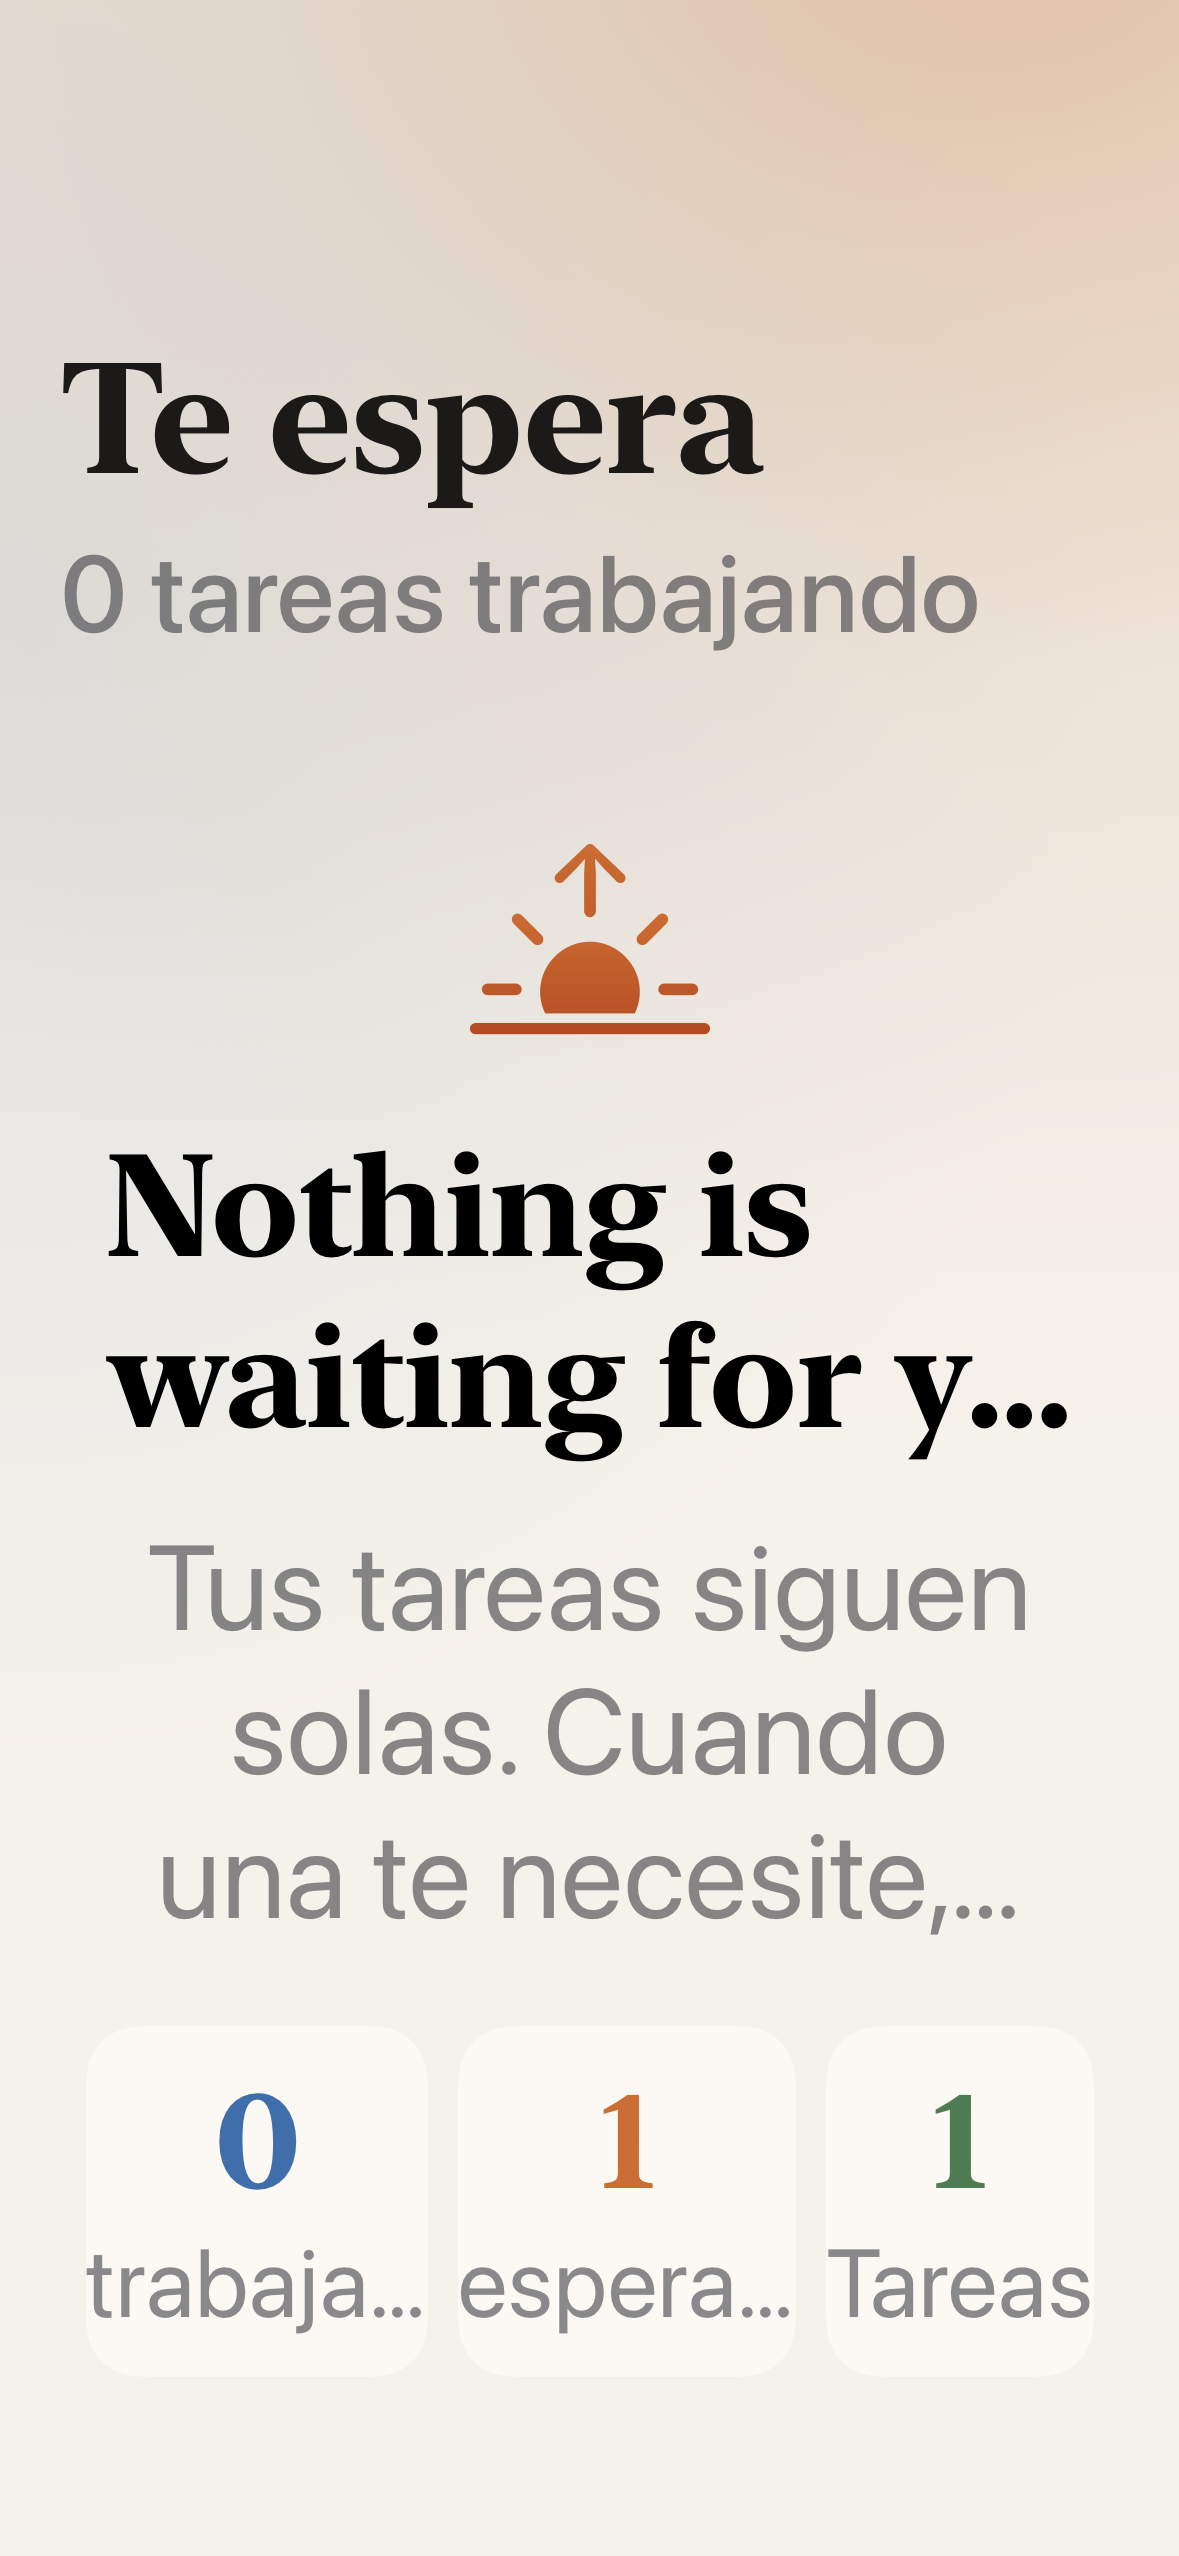 Te espera
0 tareas trabajando
Nothing is
waiting for y...
Tus tareas siguen
solas. Cuando
una te necesite,...
0
trabaja...
1
espera...
1
Tareas